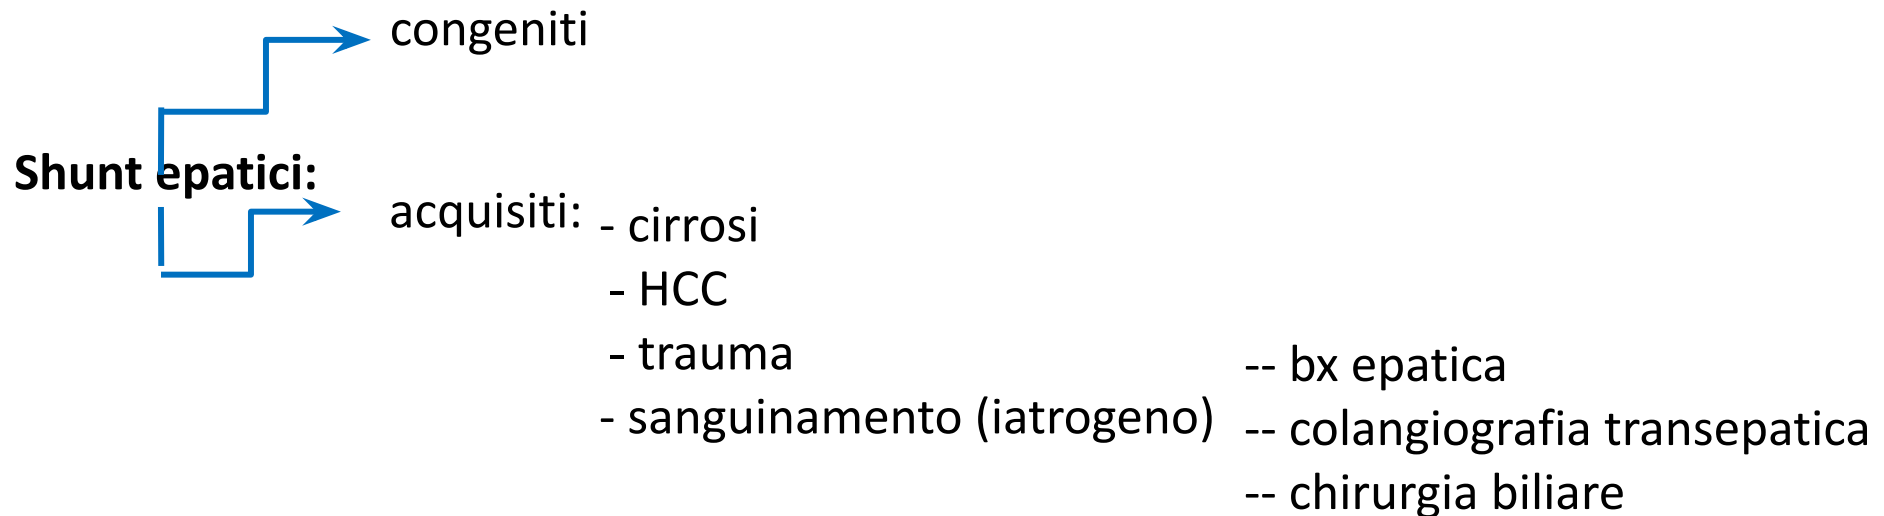 congeniti
Shunt epatici:
acquisiti:
- cirrosi
- HCC
- trauma
- sanguinamento (iatrogeno)
-- bx epatica
-- colangiografia transepatica
-- chirurgia biliare